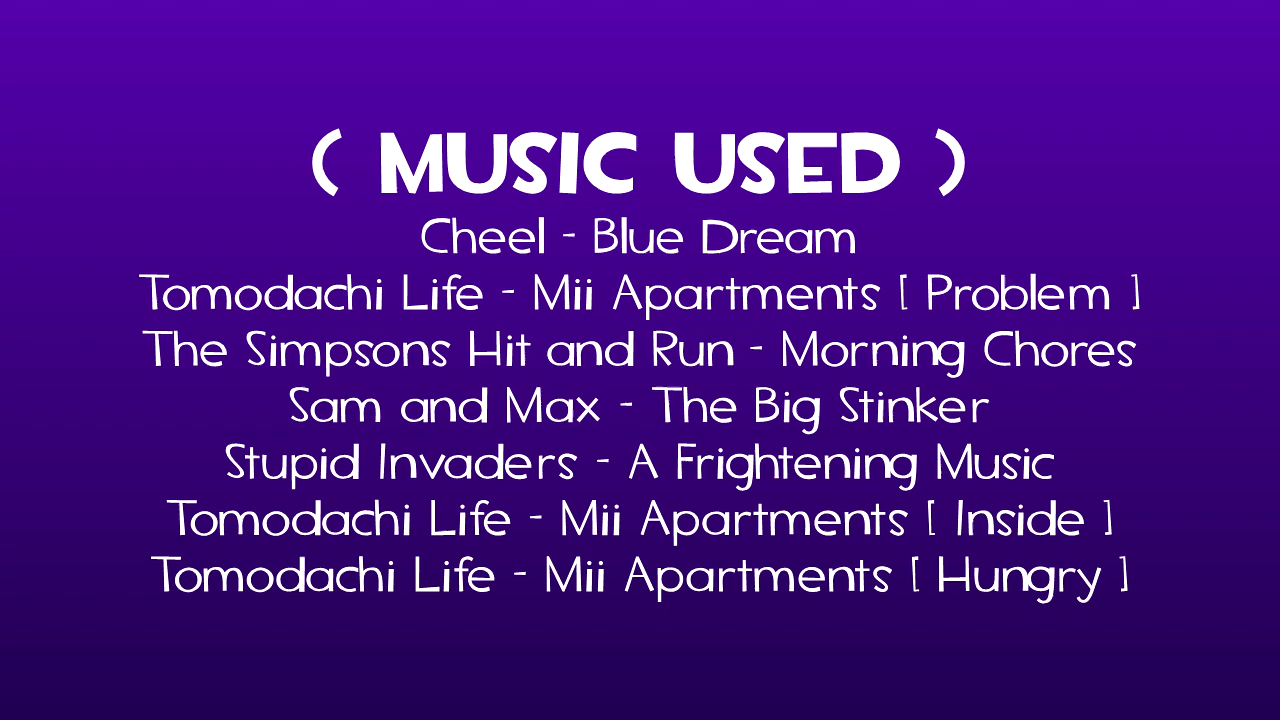 ( MUSIC USED )
Cheel - Blue Dream
Tomodachi Life - Mii Apartments [ Problem ]
The Simpsons Hit and Run - Morning Chores
Sam and Max - The Big Stinker
Stupid Invaders - A Frightening Music
Tomodachi Life - Mii Apartments [ Inside ]
Tomodachi Life - Mii Apartments [ Hungry ]